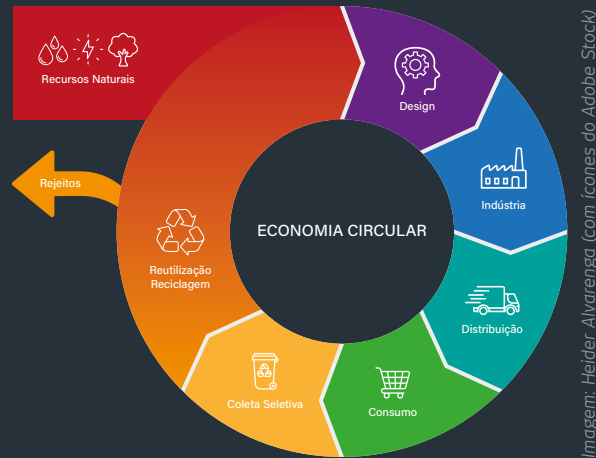 Recursos Naturais
Design
Rejeitos
Indústria
ECONOMIA CIRCULAR
Reutilização
Reciclagem
Distribuição
Coleta Seletiva
Consumo
Imagem: Heider Alvarenga (com ícones do Adobe Stock)